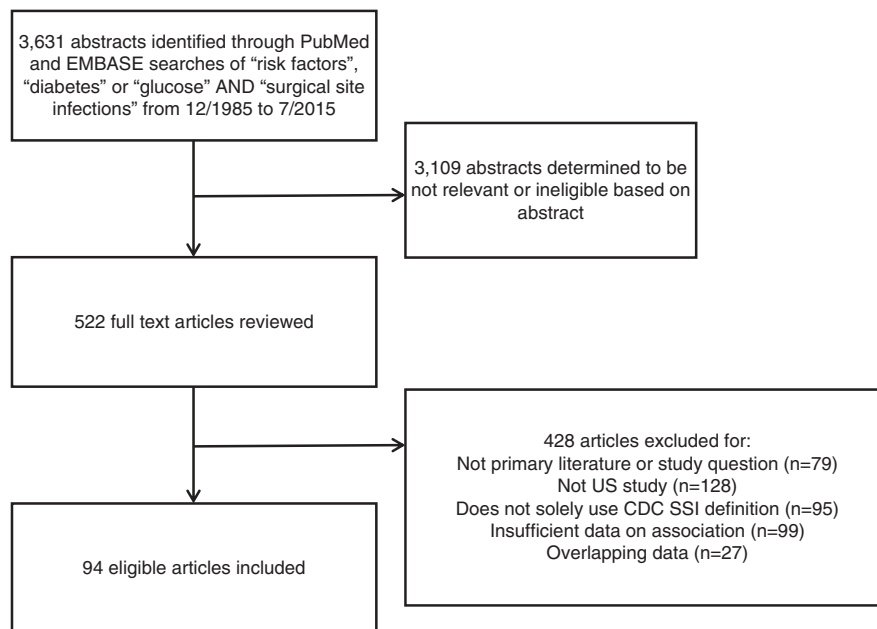 3,631 abstracts identified through PubMed
and EMBASE searches of “risk factors”,
“diabetes” or “glucose” AND “surgical site
infections” from 12/1985 to 7/2015
3,109 abstracts determined to be
not relevant or ineligible based on
abstract
522 full text articles reviewed
428 articles excluded for:
Not primary literature or study question (n=79)
Not US study (n=128)
Does not solely use CDC SSI definition (n=95)
Insufficient data on association (n=99)
Overlapping data (n=27)
94 eligible articles included